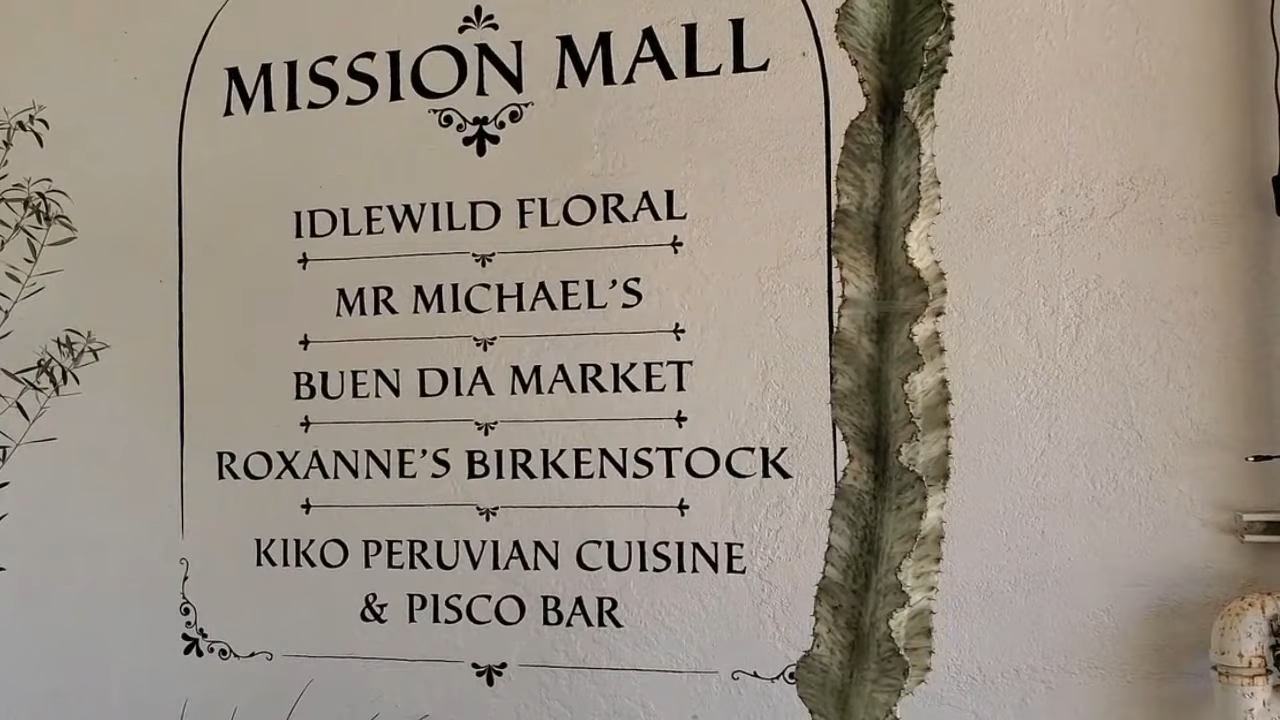 MISSION MALL
IDLEWILD FLORAL
MR MICHAEL'S
BUEN DIA MARKET
ROXANNE'S BIRKENSTOCK
KIKO PERUVIAN CUISINE
& PISCO BAR